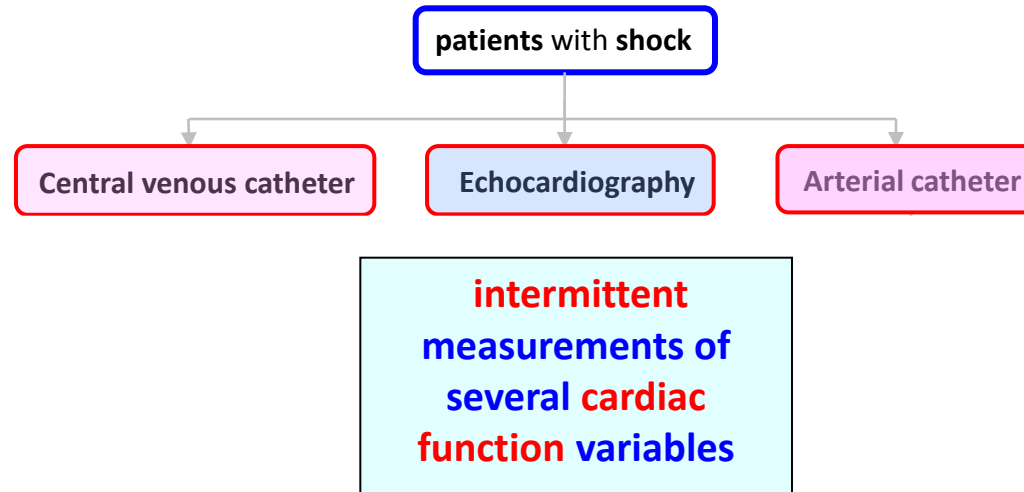 patients with shock
Central venous catheter
Echocardiography
Arterial catheter
intermittent
measurements of
several cardiac
function variables